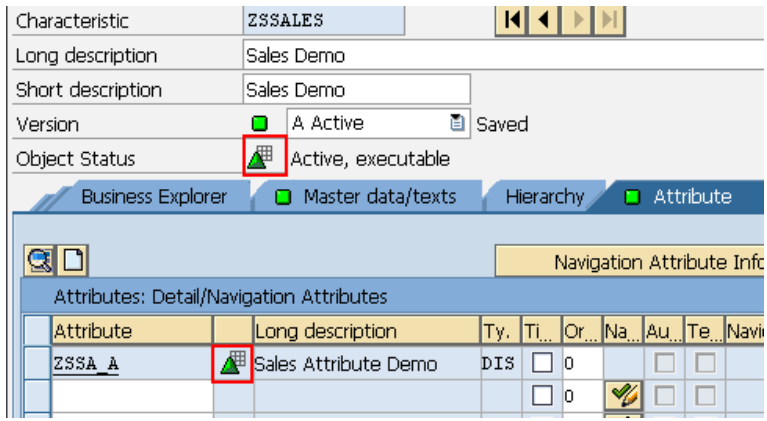 Characteristic ZSSALES
Long description Sales Demo
Short description Sales Demo
Version A Active Saved
Object Status Active, executable
Business Explorer Master data/texts Hierarchy Attribute
Navigation Attribute Info
Attributes: Detail/Navigation Attributes
Attribute Long description Ty. Ti... Or... Na... Au... Te... Navi
ZSSA_A Sales Attribute Demo DIS 0
0